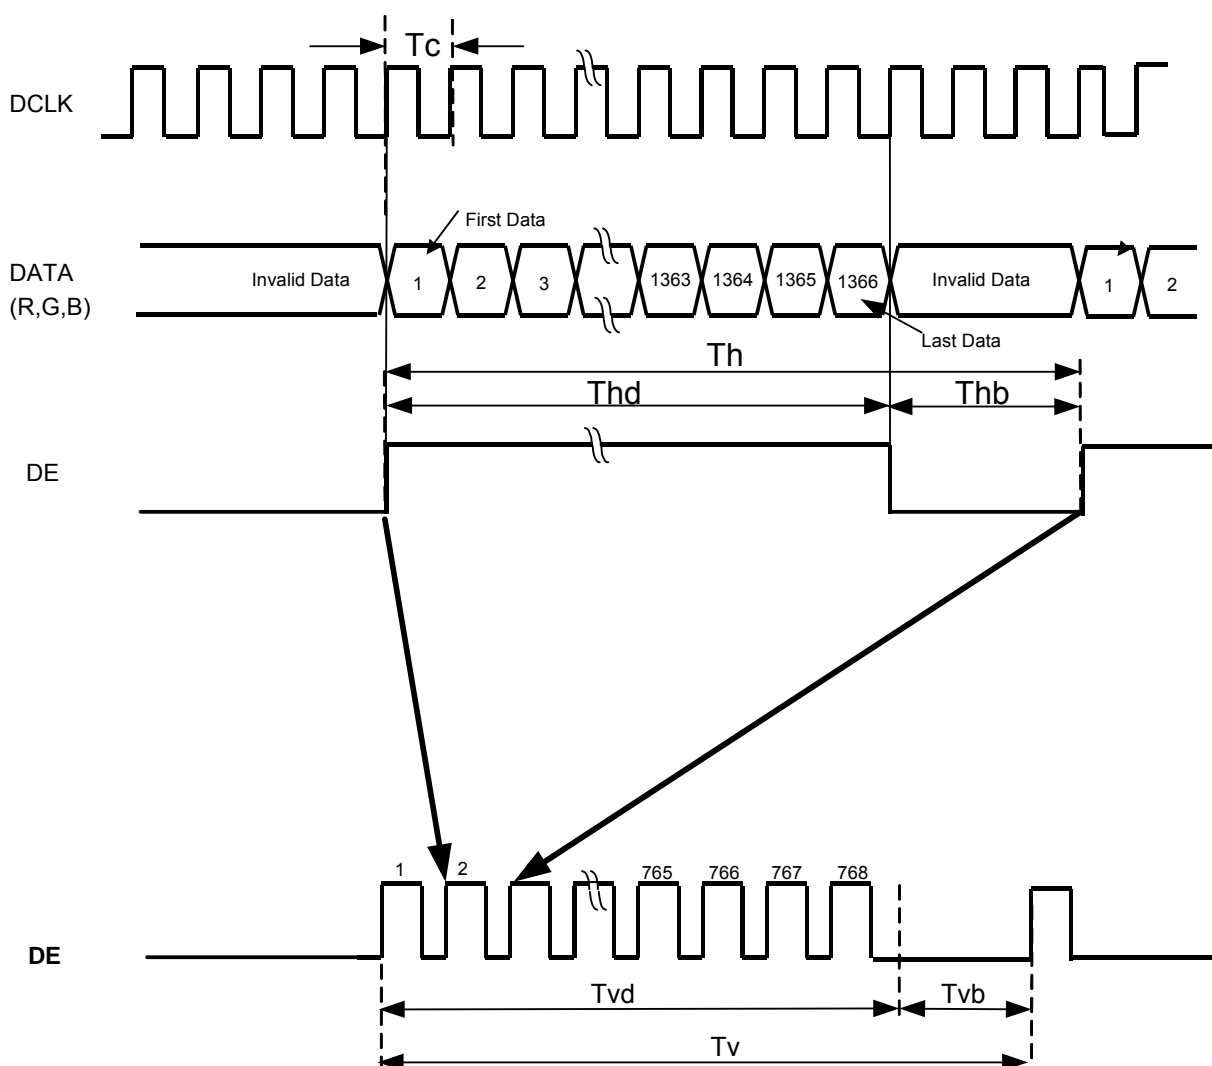 Tc
DCLK
First Data
DATA
(R,G,B)
Invalid Data
1
2
3
1363
1364
1365
1366
Invalid Data
1
2
Last Data
Th
Thd
Thb
DE
1
2
765
766
767
768
DE
Tvd
Tvb
Tv